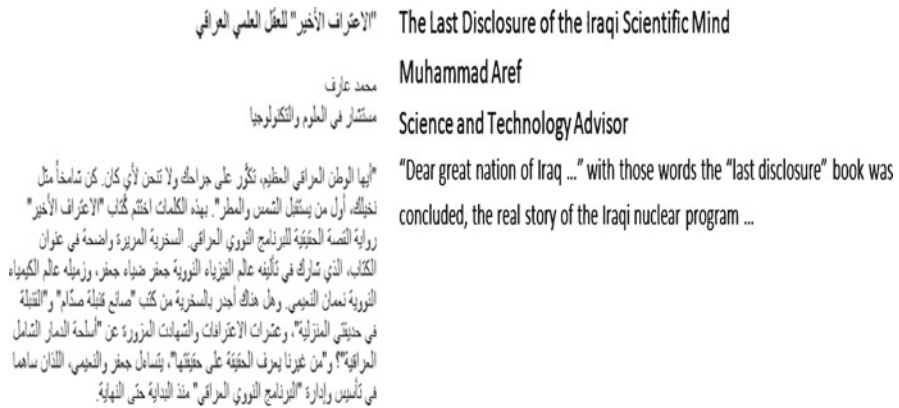 "الاعتراف الأخير" للعقل العلمي العراقي
محمد عارف
مستشار في العلوم والتكنولوجيا
"أيها الوطن العراقي العظيم، تكوَّر على جراحك ولا تنحن لأي كان. كن شامخاً مثل
نخيلك، أول من يستقبل الشمس والمطر". بهذه الكلمات اختتم كُتاب "الاعتراف الأخير"
رواية القصة الحقيقية للبرنامج النووي العراقي. السخرية المريرة واضحة في عنوان
الكتاب، الذي شارك في تأليفه عالم الفيزياء النووية جعفر ضياء جعفر، وزميله عالم الكيمياء
النووية نعمان النعيمي. وهل هناك أجدر بالسخرية من كتب "صانع قنبلة صدّام" و"القنبلة
في حديقتي المنزلية"، وعشرات الاعترافات والشهادت المزورة عن "أسلحة الدمار الشامل
العراقية"؟ و"من غيرنا يعرف الحقيقة على حقيقتها"، يتساءل جعفر والنعيمي، اللذان ساهما
في تأسيس وإدارة "البرنامج النووي العراقي" منذ البداية حتى النهاية.
The Last Disclosure of the Iraqi Scientific Mind
Muhammad Aref
Science and Technology Advisor
“Dear great nation of Iraq ...” with those words the “last disclosure” book was
concluded, the real story of the Iraqi nuclear program ...